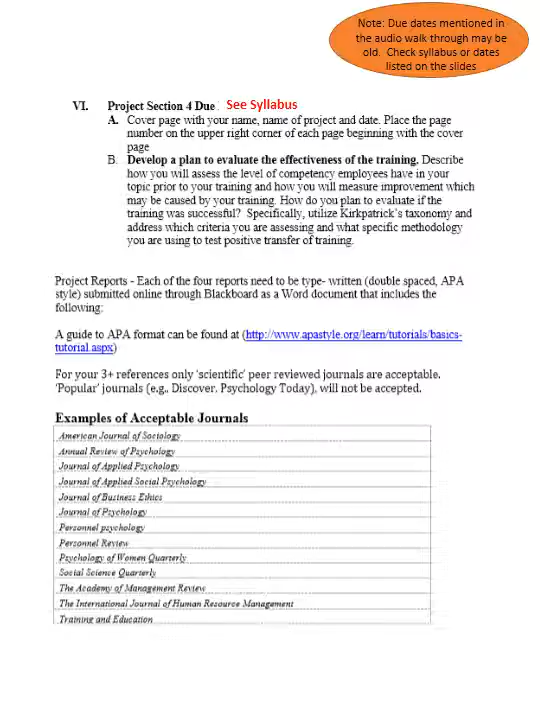 Note: Due dates mentioned in
the audio walk through may be
old. Check syllabus or dates
listed on the slides
VI. Project Section 4 Due: See Syllabus
A. Cover page with your name, name of project and date. Place the page
number on the upper right corner of each page beginning with the cover
page
B. Develop a plan to evaluate the effectiveness of the training. Describe
how you will assess the level of competency employees have in your
topic prior to your training and how you will measure improvement which
may be caused by your training. How do you plan to evaluate if the
training was successful? Specifically, utilize Kirkpatrick's taxonomy and
address which criteria you are assessing and what specific methodology
you are using to test positive transfer of training.
Project Reports - Each of the four reports need to be type- written (double spaced, APA
style) submitted online through Blackboard as a Word document that includes the
following:
A guide to APA format can be found at (http://www.apastyle.org/learn/tutorials/basics-
tutorial.aspx)
For your 3+ references only 'scientific' peer reviewed journals are acceptable.
'Popular' journals (e.g., Discover, Psychology Today), will not be accepted.
Examples of Acceptable Journals
American Journal of Sociology
Annual Review of Psychology
Journal of Applied Psychology
Journal of Applied Social Psychology
Journal of Business Ethics
Journal of Psychology
Personnel psychology
Personnel Review
Psychology of Women Quarterly
Social Science Quarterly
The Academy of Management Review
The International Journal of Human Resource Management
Training and Education